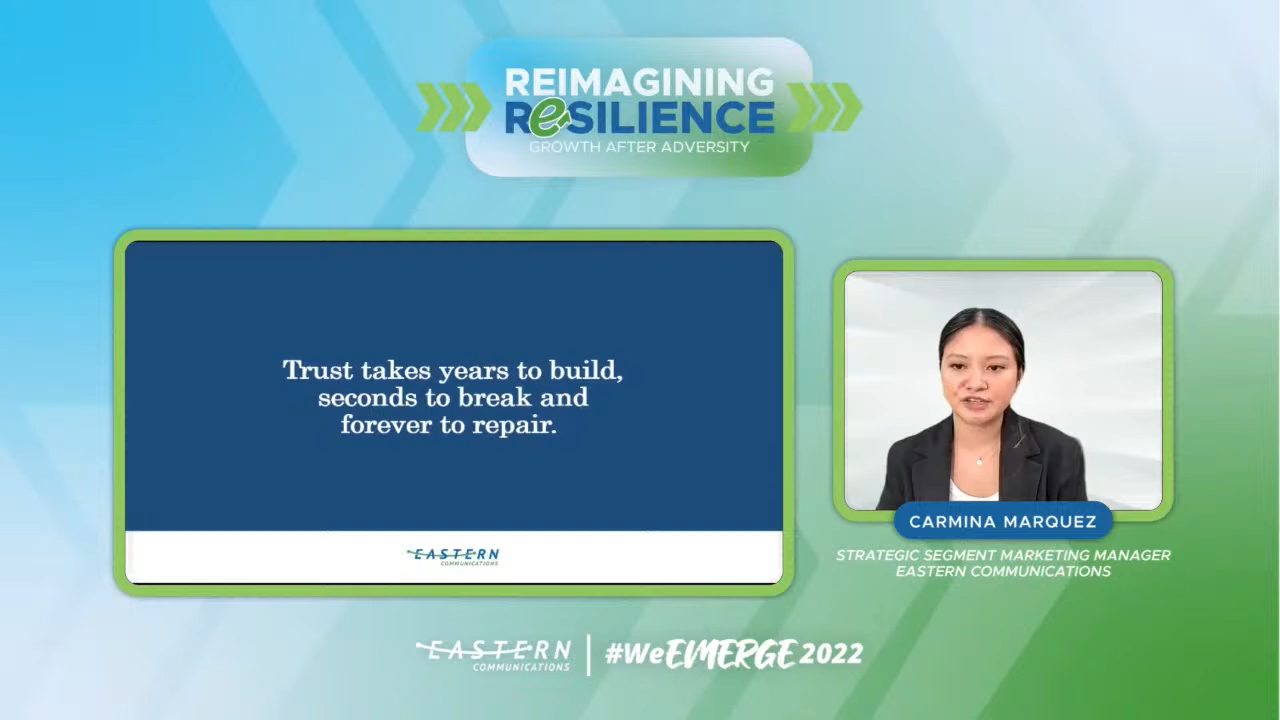 REIMAGINING
ReSILIENCE
GROWTH AFTER ADVERSITY
Trust takes years to build,
seconds to break and
forever to repair.
EASTERN
COMMUNICATIONS
CARMINA MARQUEZ
STRATEGIC SEGMENT MARKETING MANAGER
EASTERN COMMUNICATIONS
EASTERN
COMMUNICATIONS
#WeEMERGE2022